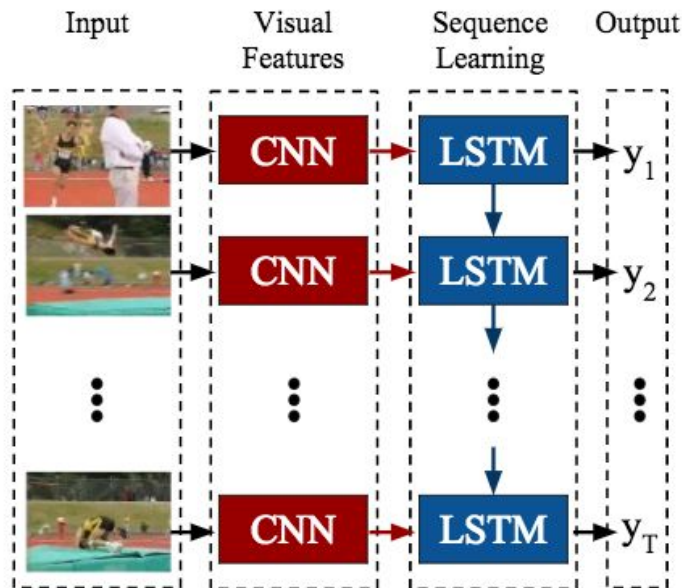 Input
Visual
Features
Sequence
Learning
Output
CNN
LSTM
y1
CNN
LSTM
y2
CNN
LSTM
yT